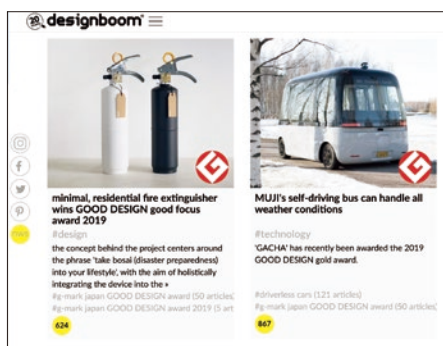 designboom®
minimal, residential fire extinguisher
wins GOOD DESIGN good focus
award 2019
#design
the concept behind the project centers around
the phrase 'take bosai (disaster preparedness)
into your lifestyle', with the aim of holistically
integrating the device into the
#g-mark japan GOOD DESIGN award (50 articles)
#g-mark japan GOOD DESIGN award 2019 (5 art
624
MUJI's self-driving bus can handle all
weather conditions
#technology
'GACHA' has recently been awarded the 2019
GOOD DESIGN gold award.
#driverless cars (121 articles)
#g-mark japan GOOD DESIGN award (50 articles
867